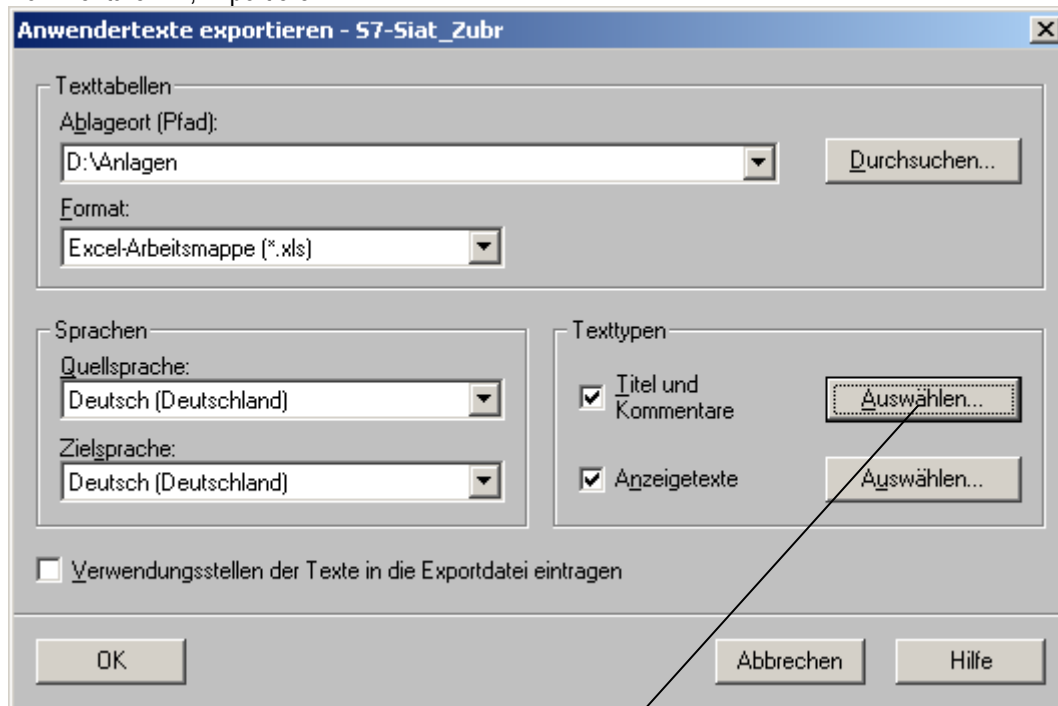 Anwendertexte exportieren - S7-Siat_Zubr
Texttabellen
Ablageort (Pfad):
D:\Anlagen
Durchsuchen...
Format:
Excel-Arbeitsmappe (*.xls)
Sprachen
Quellsprache:
Deutsch (Deutschland)
Zielsprache:
Deutsch (Deutschland)
Texttypen
Titel und
Kommentare
Auswählen...
Anzeigetexte
Auswählen...
Verwendungsstellen der Texte in die Exportdatei eintragen
OK
Abbrechen
Hilfe